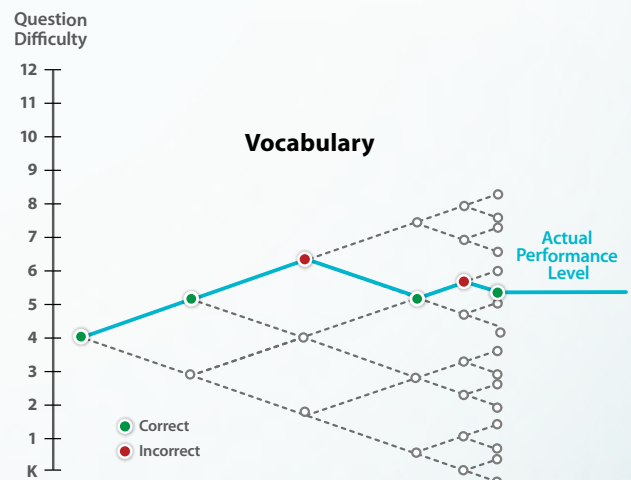 Question
Difficulty
12
11
10
9
8
7
6
5
4
3
2
1
K
Vocabulary
Actual
Performance
Level
Correct
Incorrect